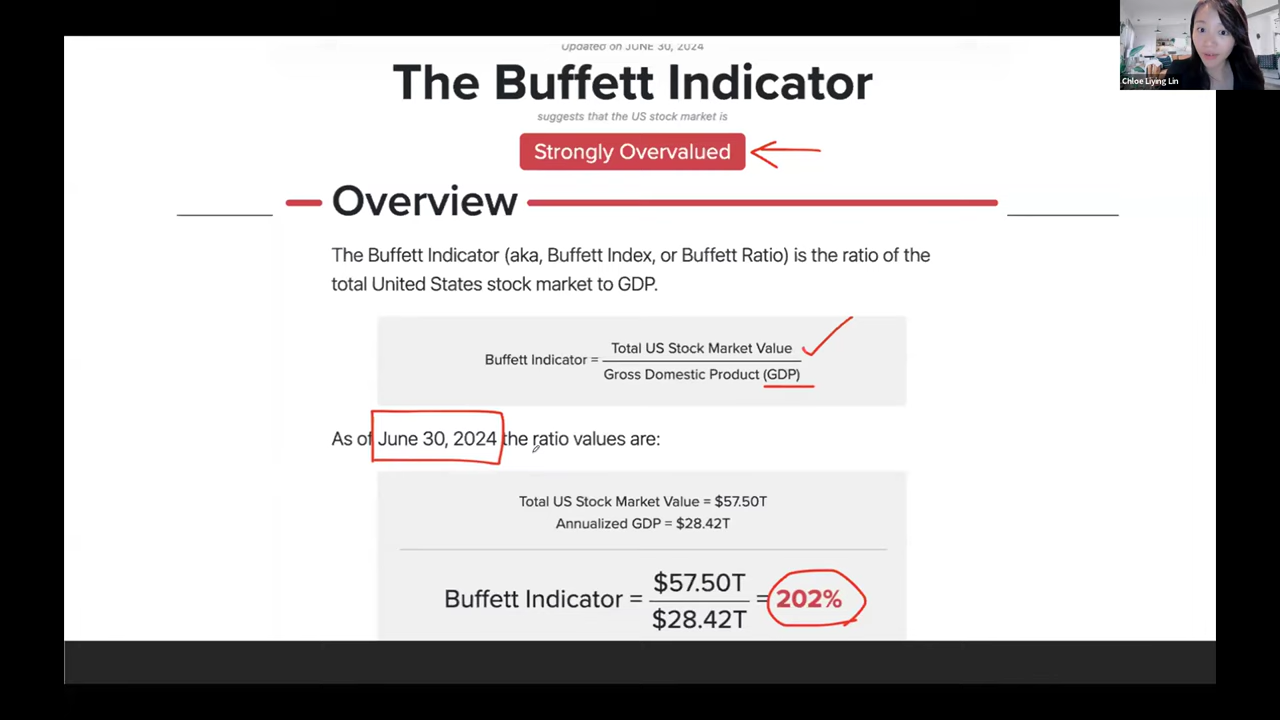 Updated on JUNE 30, 2024
The Buffett Indicator
suggests that the US stock market is
Strongly Overvalued
Overview
The Buffett Indicator (aka, Buffett Index, or Buffett Ratio) is the ratio of the
total United States stock market to GDP.
Buffett Indicator = Total US Stock Market Value
Gross Domestic Product (GDP)
As of June 30, 2024 the ratio values are:
Total US Stock Market Value = $57.50T
Annualized GDP = $28.42T
Buffett Indicator = $57.50T
$28.42T
= 202%
Chloe Liying Lin